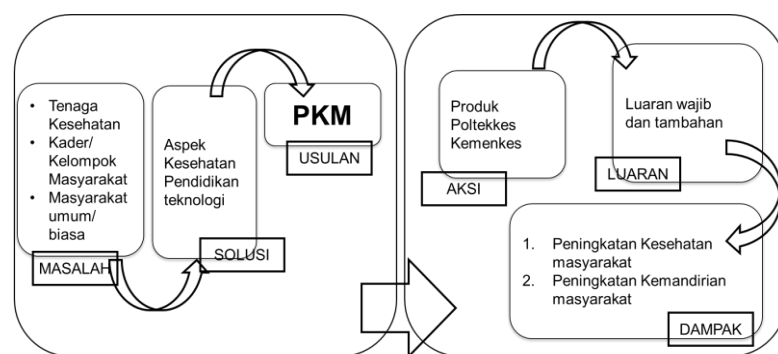 • Tenaga
Kesehatan
• Kader/
Kelompok
Masyarakat
• Masyarakat
umum/
biasa
MASALAH
Aspek
Kesehatan
Pendidikan
teknologi
SOLUSI
PKM
USULAN
Produk
Poltekkes
Kemenkes
AKSI
Luaran wajib
dan tambahan
LUARAN
1. Peningkatan Kesehatan
masyarakat
2. Peningkatan Kemandirian
masyarakat
DAMPAK